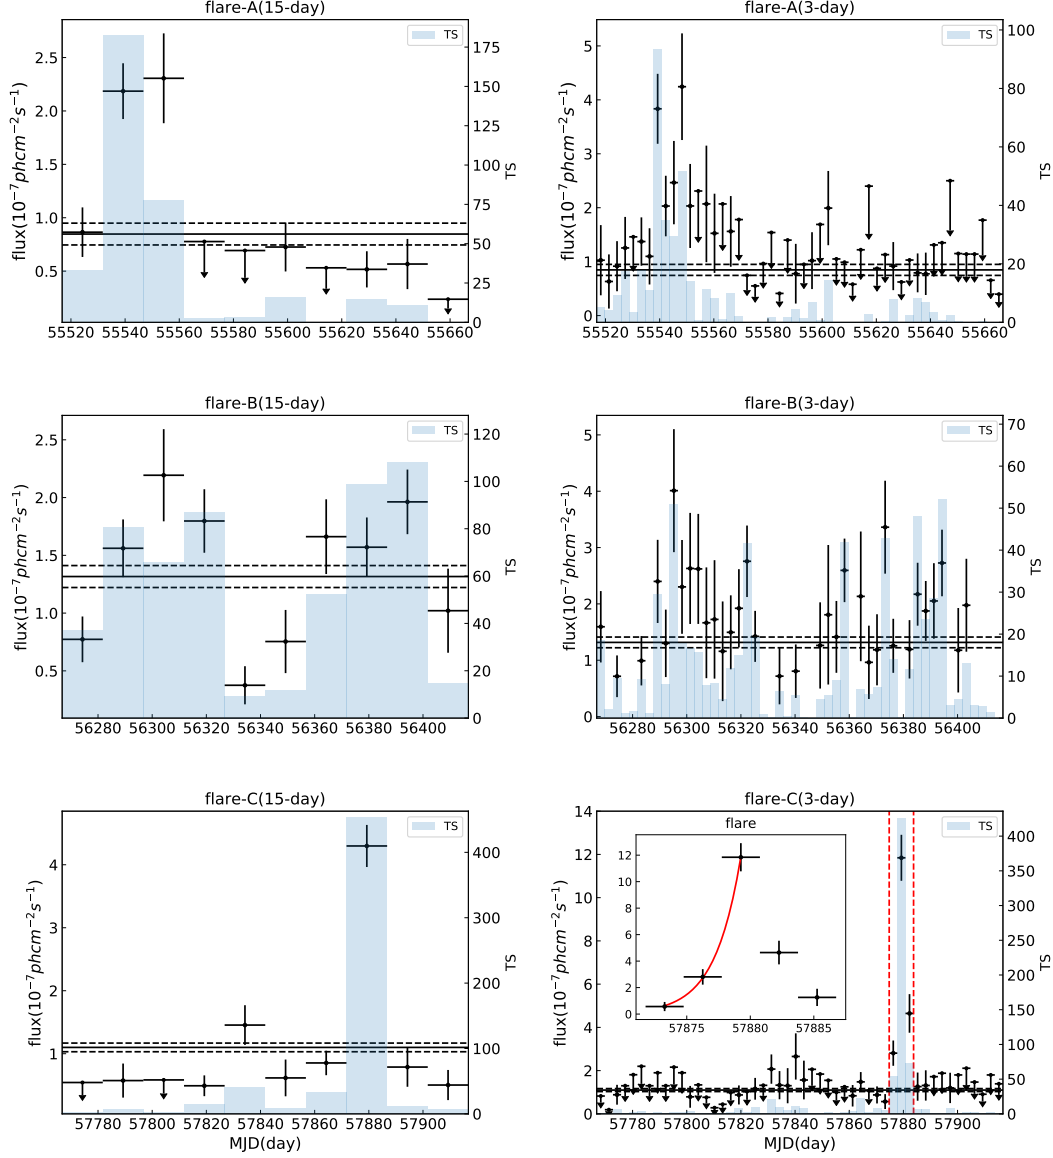 flare-A(15-day)
TS
flux(10⁻⁷phcm⁻²s⁻¹)
2.5
2.0
1.5
1.0
0.5
175
150
125
100
75
50
25
0
TS
55520 55540 55560 55580 55600 55620 55640 55660
flare-A(3-day)
TS
flux(10⁻⁷phcm⁻²s⁻¹)
5
4
3
2
1
0
100
80
60
40
20
0
TS
55520 55540 55560 55580 55600 55620 55640 55660
flare-B(15-day)
TS
flux(10⁻⁷phcm⁻²s⁻¹)
2.5
2.0
1.5
1.0
0.5
120
100
80
60
40
20
0
TS
56280 56300 56320 56340 56360 56380 56400
flare-B(3-day)
TS
flux(10⁻⁷phcm⁻²s⁻¹)
5
4
3
2
1
0
70
60
50
40
30
20
10
0
TS
56280 56300 56320 56340 56360 56380 56400
flare-C(15-day)
TS
flux(10⁻⁷phcm⁻²s⁻¹)
4
3
2
1
400
300
200
100
0
57780 57800 57820 57840 57860 57880 57900
MJD(day)
flare-C(3-day)
TS
flux(10⁻⁷phcm⁻²s⁻¹)
14
12
10
8
6
4
2
0
flare
12
10
8
6
4
2
0
57875 57880 57885
400
350
300
250
200
150
100
50
0
TS
57780 57800 57820 57840 57860 57880 57900
MJD(day)